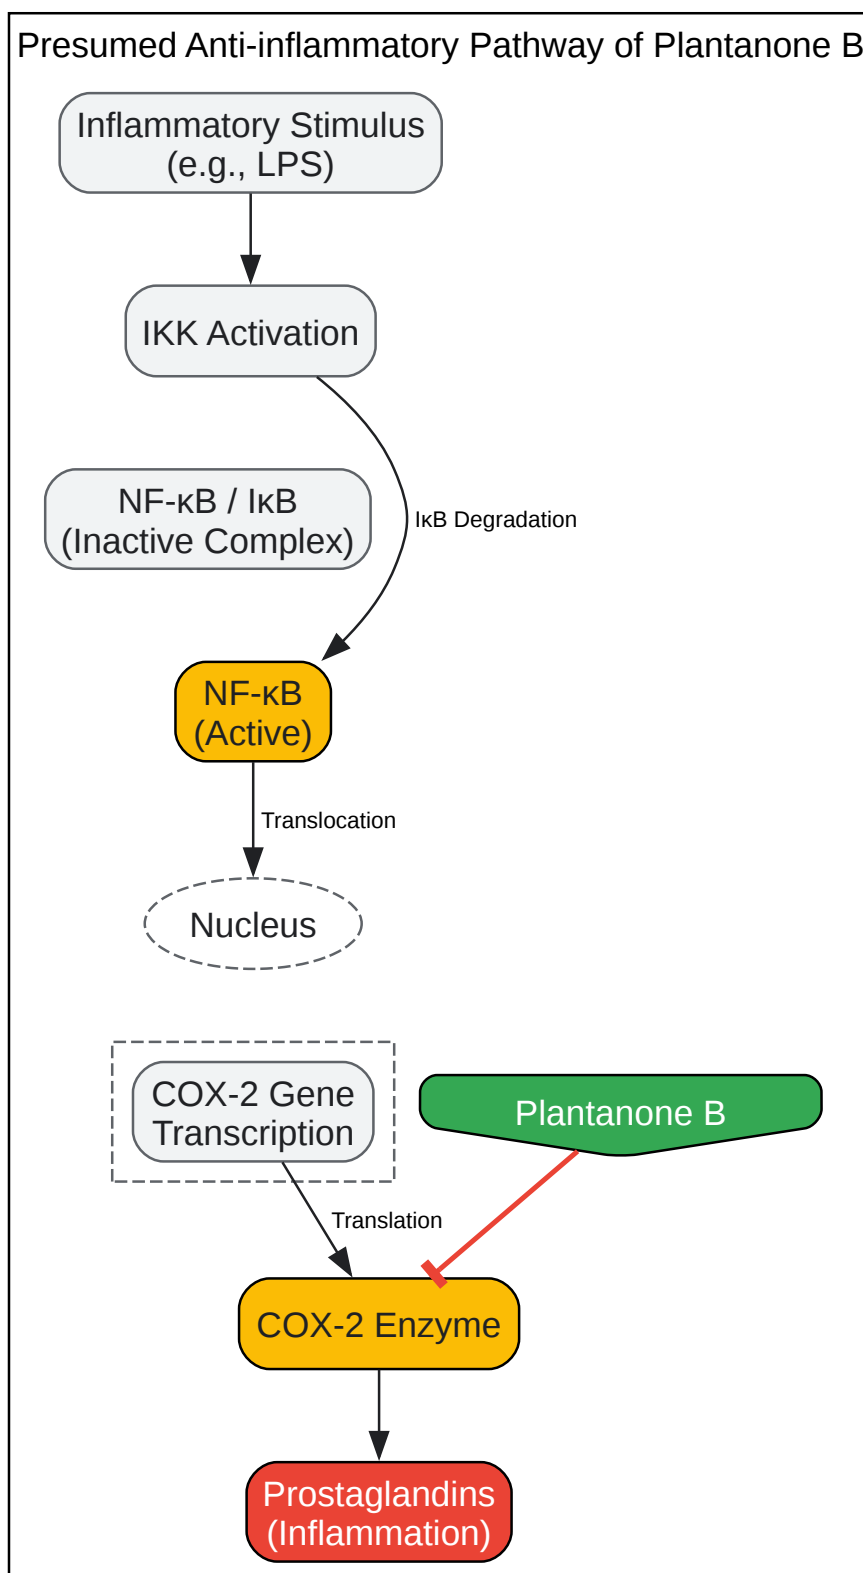 Presumed Anti-inflammatory Pathway of Plantanone B
Inflammatory Stimulus
(e.g., LPS)
IKK Activation
NF-κB / IκB
(Inactive Complex)
IκB Degradation
NF-κB
(Active)
Translocation
Nucleus
COX-2 Gene
Transcription
Plantanone B
Translation
COX-2 Enzyme
Prostaglandins
(Inflammation)